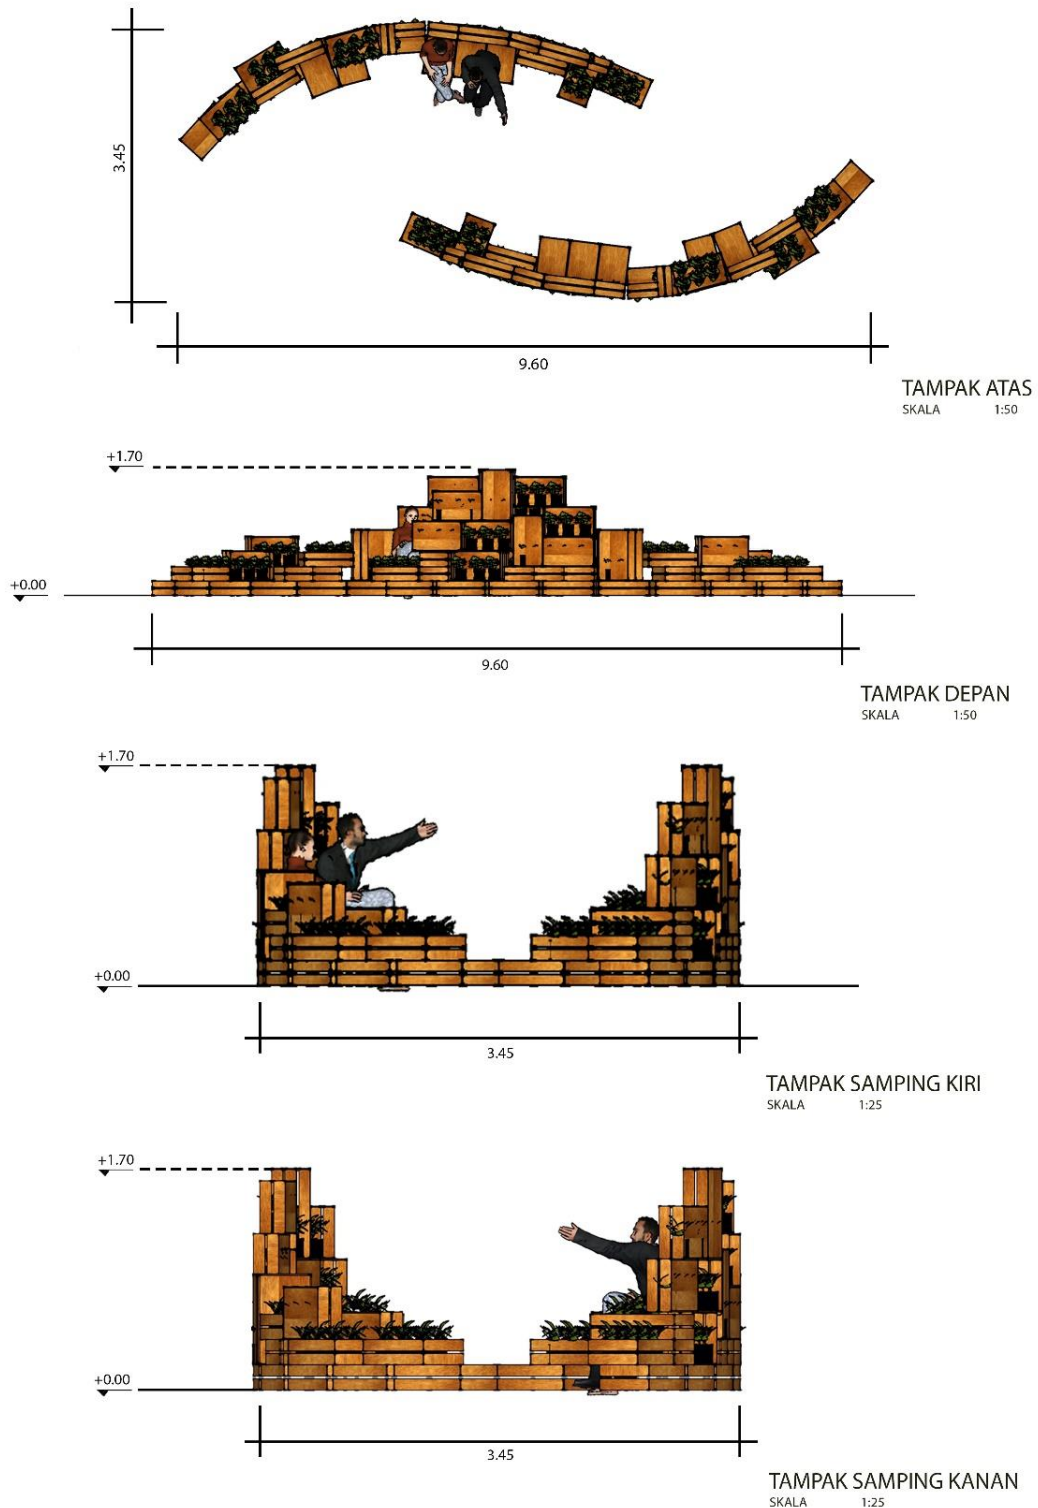 3.45
9.60
TAMPAK ATAS
SKALA 1:50
+1.70
+0.00
9.60
TAMPAK DEPAN
SKALA 1:50
+1.70
+0.00
3.45
TAMPAK SAMPING KIRI
SKALA 1:25
+1.70
+0.00
3.45
TAMPAK SAMPING KANAN
SKALA 1:25